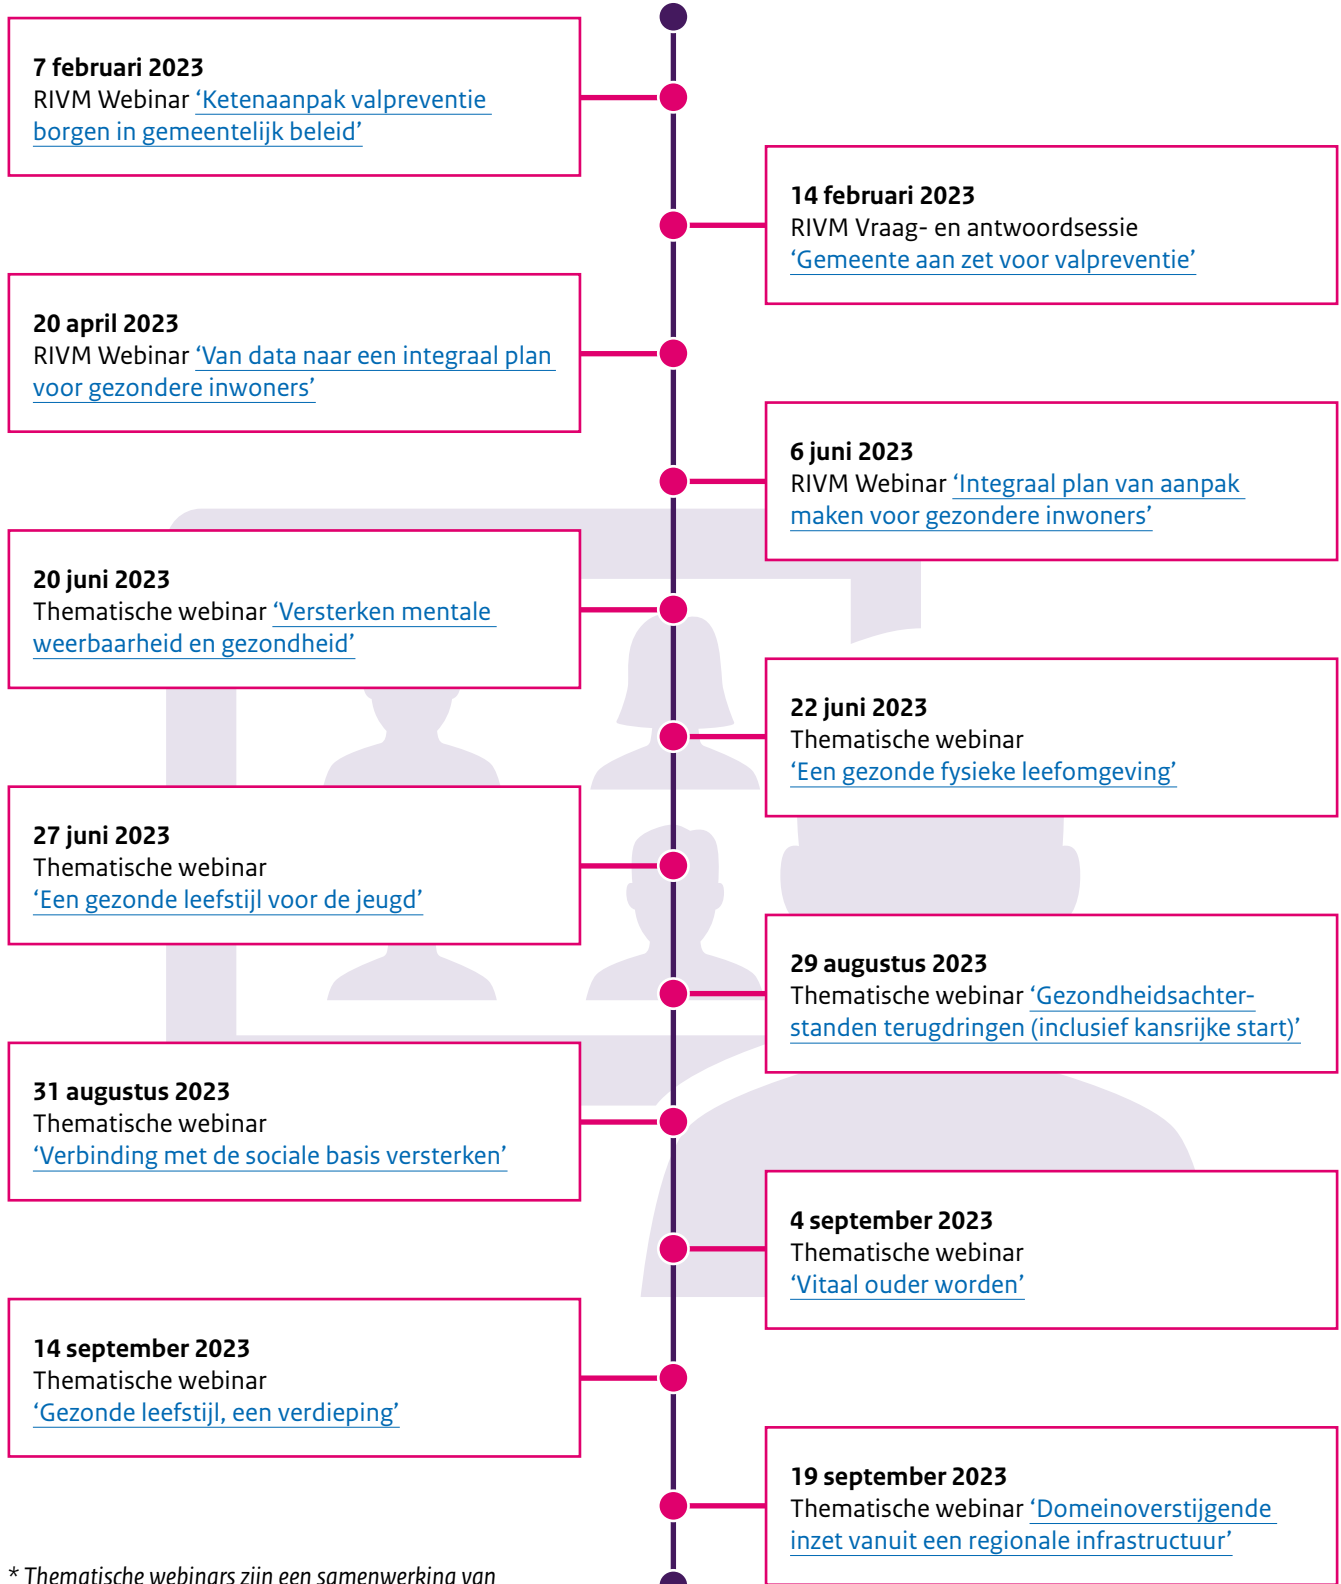 7 februari 2023
RIVM Webinar ‘Ketenaanpak valpreventie
borgen in gemeentelijk beleid’
14 februari 2023
RIVM Vraag- en antwoordsessie
‘Gemeente aan zet voor valpreventie’
20 april 2023
RIVM Webinar ‘Van data naar een integraal plan
voor gezondere inwoners’
6 juni 2023
RIVM Webinar ‘Integraal plan van aanpak
maken voor gezondere inwoners’
20 juni 2023
Thematische webinar ‘Versterken mentale
weerbaarheid en gezondheid’
22 juni 2023
Thematische webinar
‘Een gezonde fysieke leefomgeving’
27 juni 2023
Thematische webinar
‘Een gezonde leefstijl voor de jeugd’
29 augustus 2023
Thematische webinar ‘Gezondheidsachter-
standen terugdringen (inclusief kansrijke start)’
31 augustus 2023
Thematische webinar
‘Verbinding met de sociale basis versterken’
4 september 2023
Thematische webinar
‘Vitaal ouder worden’
14 september 2023
Thematische webinar
‘Gezonde leefstijl, een verdieping’
19 september 2023
Thematische webinar ‘Domeinoverstijgende
inzet vanuit een regionale infrastructuur’
* Thematische webinars zijn een samenwerking van